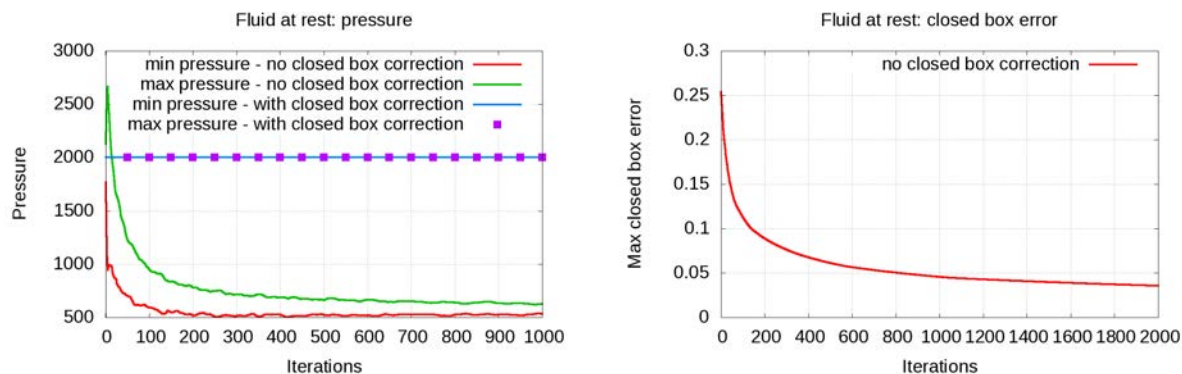 Fluid at rest: pressure
3000
2500
2000
1500
1000
500
Pressure
min pressure - no closed box correction
max pressure - no closed box correction
min pressure - with closed box correction
max pressure - with closed box correction
0 100 200 300 400 500 600 700 800 900 1000
Iterations
Fluid at rest: closed box error
0.3
0.25
0.2
0.15
0.1
0.05
0
Max closed box error
no closed box correction
0 200 400 600 800 1000 1200 1400 1600 1800 2000
Iterations